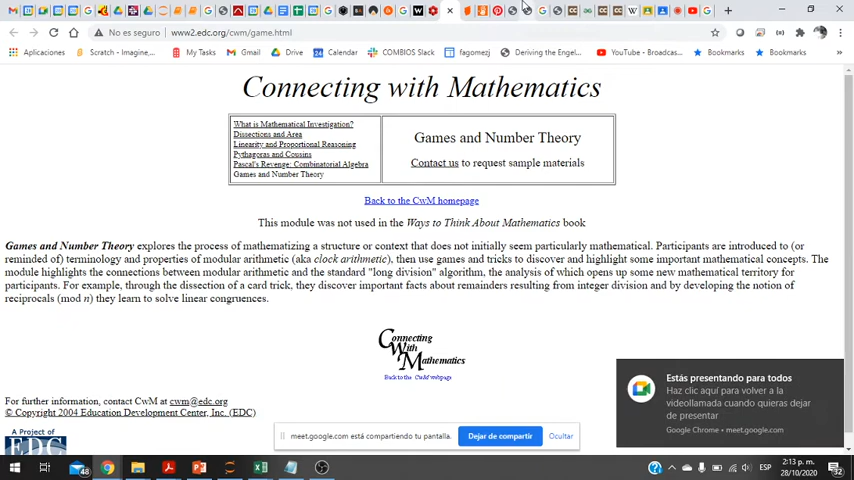 No es seguro | www2.edc.org/cwm/game.html
Aplicaciones Scratch - Imagine,... My Tasks Gmail Drive Calendar COMBIOS Slack fagomezj Deriving the Engel... YouTube - Broadcas... Bookmarks Bookmarks
Connecting with Mathematics
What is Mathematical Investigation?
Dissections and Area
Linearity and Proportional Reasoning
Pythagoras and Cousins
Pascal's Revenge: Combinatorial Algebra
Games and Number Theory
Games and Number Theory
Contact us to request sample materials
Back to the CwM homepage
This module was not used in the Ways to Think About Mathematics book
Games and Number Theory explores the process of mathematizing a structure or context that does not initially seem particularly mathematical. Participants are introduced to (or
reminded of) terminology and properties of modular arithmetic (aka clock arithmetic), then use games and tricks to discover and highlight some important mathematical concepts. The
module highlights the connections between modular arithmetic and the standard "long division" algorithm, the analysis of which opens up some new mathematical territory for
participants. For example, through the dissection of a card trick, they discover important facts about remainders resulting from integer division and by developing the notion of
reciprocals (mod n) they learn to solve linear congruences.
Connecting
With
Mathematics
Back to the CwM webpage
For further information, contact CwM at cwm@edc.org
© Copyright 2004 Education Development Center, Inc. (EDC)
A Project of
EDC
Estás presentando para todos
Haz clic aquí para volver a la
videollamada cuando quieras dejar
de presentar
Google Chrome • meet.google.com
meet.google.com está compartiendo tu pantalla.
Dejar de compartir
Ocultar
48
ESP
2:13 p. m.
28/10/2020
32